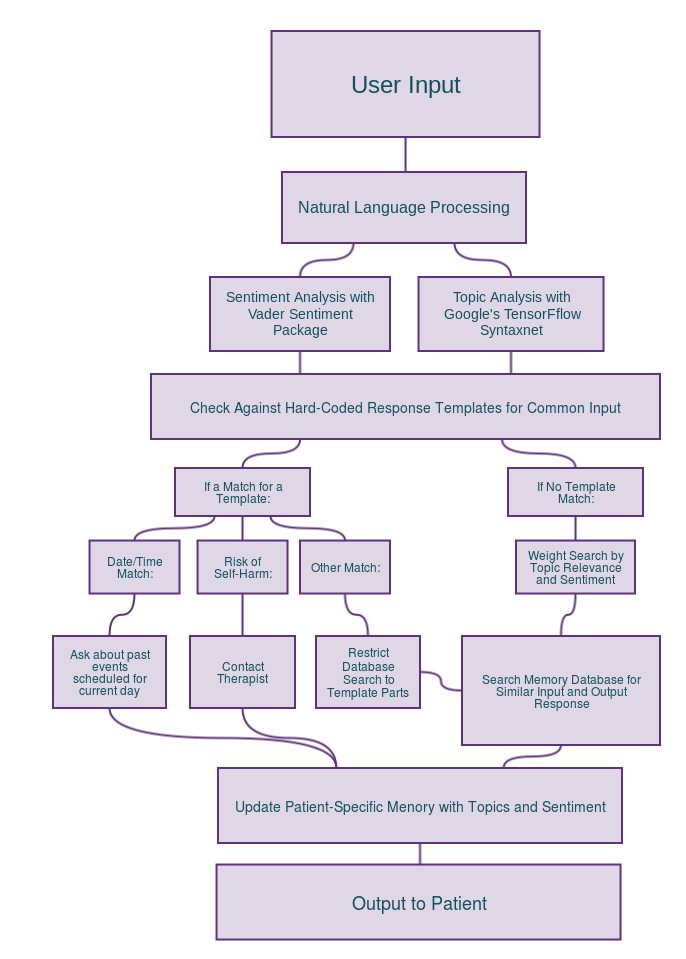 User Input
Natural Language Processing
Sentiment Analysis with
Vader Sentiment
Package
Topic Analysis with
Google's TensorFflow
Syntaxnet
Check Against Hard-Coded Response Templates for Common Input
If a Match for a
Template:
If No Template
Match:
Date/Time
Match:
Risk of
Self-Harm:
Other Match:
Weight Search by
Topic Relevance
and Sentiment
Ask about past
events
scheduled for
current day
Contact
Therapist
Restrict
Database
Search to
Template Parts
Search Memory Database for
Similar Input and Output
Response
Update Patient-Specific Menory with Topics and Sentiment
Output to Patient